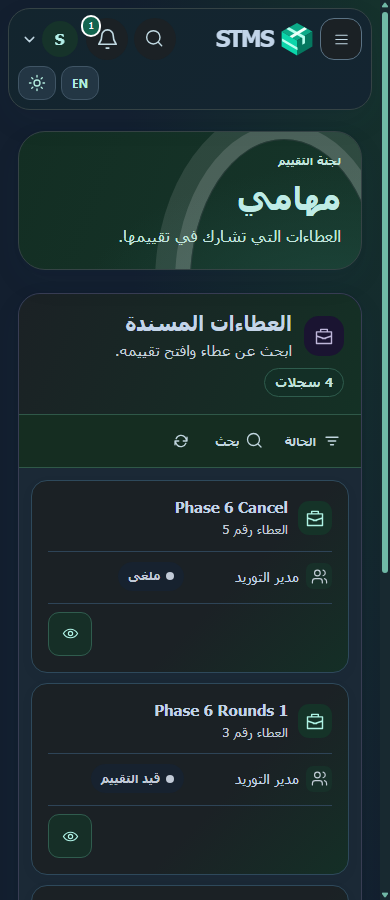 STMS
1
S
EN
لجنة التقييم
مهامي
العطاءات التي تشارك في تقييمها.
العطاءات المسندة
ابحث عن عطاء وافتح تقييمه.
4 سجلات
الحالة
بحث
Phase 6 Cancel
العطاء رقم 5
مدير التوريد
ملغى
Phase 6 Rounds 1
العطاء رقم 3
مدير التوريد
قيد التقييم